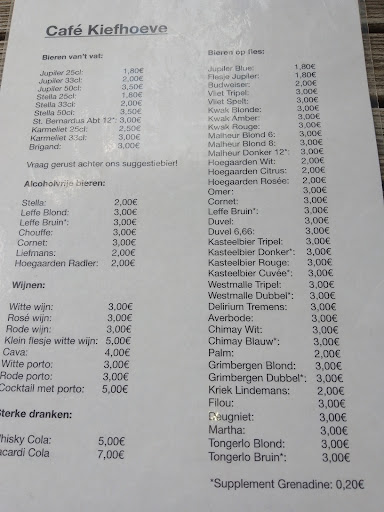 Café Kiefhoeve
Bieren van't vat:
Jupiler 25cl: 1,80€
Jupiler 33cl: 2,00€
Jupiler 50cl: 3,50€
Stella 25cl: 1,80€
Stella 33cl: 2,00€
Stella 50cl: 3,50€
St. Bernardus Abt 12*: 3,00€
Karmeliet 25cl: 2,50€
Karmeliet 33cl: 3,00€
Brigand: 3,00€
Vraag gerust achter ons suggestiebier!
Alcoholvrije bieren:
Stella: 2,00€
Leffe Blond: 3,00€
Leffe Bruin*: 3,00€
Chouffe: 3,00€
Cornet: 3,00€
Liefmans: 2,00€
Hoegaarden Radler: 2,00€
Wijnen:
Witte wijn: 3,00€
Rosé wijn: 3,00€
Rode wijn: 3,00€
Klein flesje witte wijn: 5,00€
Cava: 4,00€
Witte porto: 3,00€
Rode porto: 3,00€
Cocktail met porto: 5,00€
Sterke dranken:
Whisky Cola: 5,00€
acardi Cola 7,00€
Bieren op fles:
Jupiler Blue: 1,80€
Flesje Jupiler: 1,80€
Budweiser: 2,00€
Vliet Tripel: 3,00€
Vliet Spelt: 3,00€
Kwak Blonde: 3,00€
Kwak Amber: 3,00€
Kwak Rouge: 3,00€
Malheur Blond 6: 3,00€
Malheur Blond 8: 3,00€
Malheur Donker 12*: 3,00€
Hoegaarden Wit: 2,00€
Hoegaarden Citrus: 2,00€
Hoegaarden Rosée: 2,00€
Omer: 3,00€
Cornet: 3,00€
Leffe Bruin*: 3,00€
Duvel: 3,00€
Duvel 6,66: 3,00€
Kasteelbier Tripel: 3,00€
Kasteelbier Donker*: 3,00€
Kasteelbier Rouge: 3,00€
Kasteelbier Cuvée*: 3,00€
Westmalle Tripel: 3,00€
Westmalle Dubbel*: 3,00€
Delirium Tremens: 3,00€
Averbode: 3,00€
Chimay Wit: 3,00€
Chimay Blauw*: 3,00€
Palm: 2,00€
Grimbergen Blond: 3,00€
Grimbergen Dubbel*: 3,00€
Kriek Lindemans: 2,00€
Filou: 3,00€
Deugniet: 3,00€
Martha: 3,00€
Tongerlo Blond: 3,00€
Tongerlo Bruin*: 3,00€
*Supplement Grenadine: 0,20€